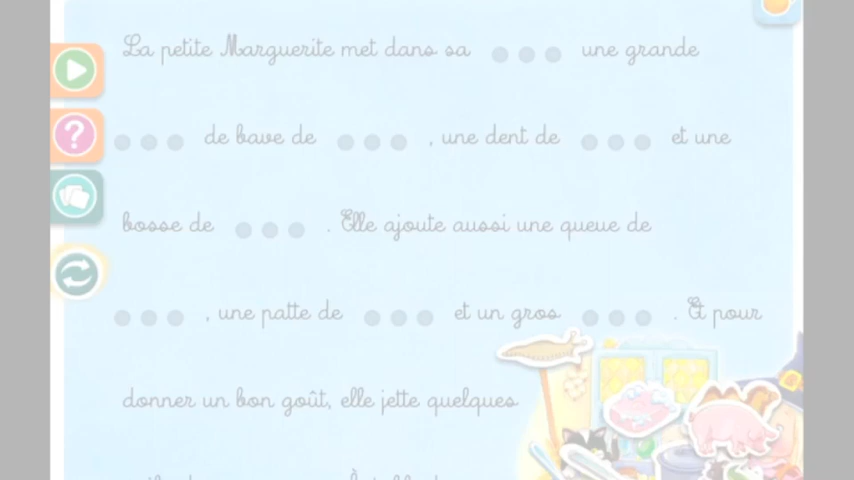 La petite Marguerite met dans sa ● ● ● une grande
● ● ● de bave de ● ● ● , une dent de ● ● ● et une
bosse de ● ● ● . Elle ajoute aussi une queue de
● ● ● , une patte de ● ● ● et un gros ● ● ● . Et pour
donner un bon goût, elle jette quelques